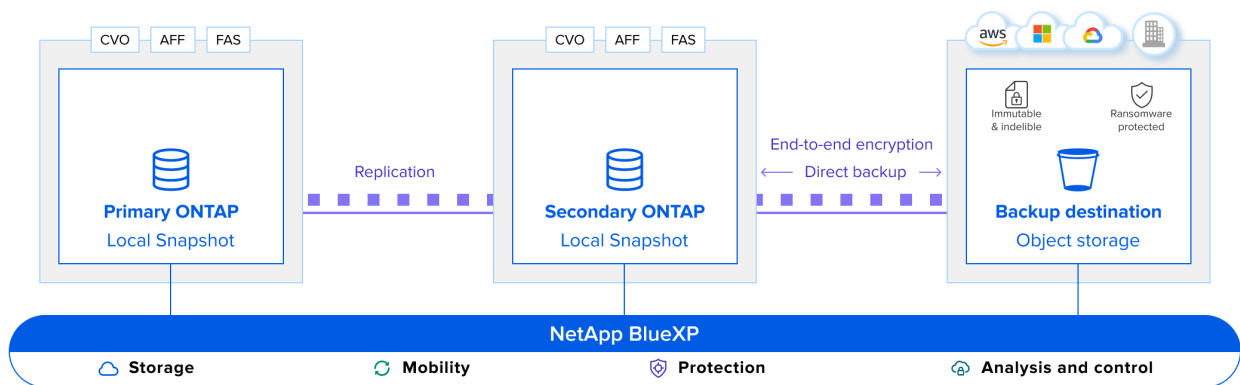 CVO AFF FAS
CVO AFF FAS
aws
Immutable
& indelible
Ransomware
protected
End-to-end encryption
Replication
Direct backup
Primary ONTAP
Local Snapshot
Secondary ONTAP
Local Snapshot
Backup destination
Object storage
NetApp BlueXP
Storage
Mobility
Protection
Analysis and control